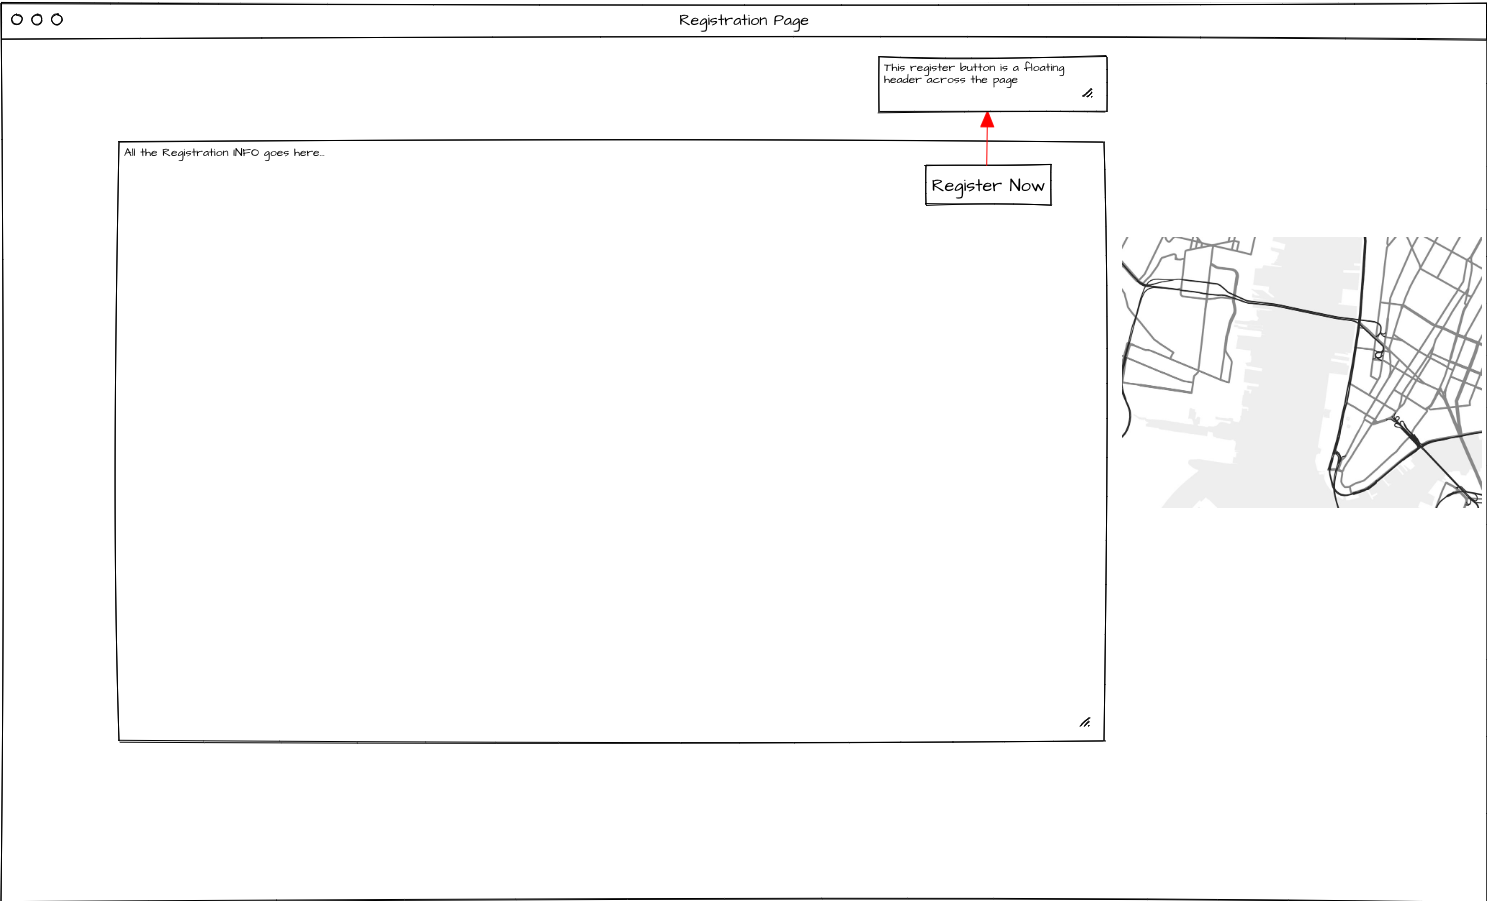 Registration Page
This register button is a floating
header across the page
All the Registration INFO goes here...
Register Now